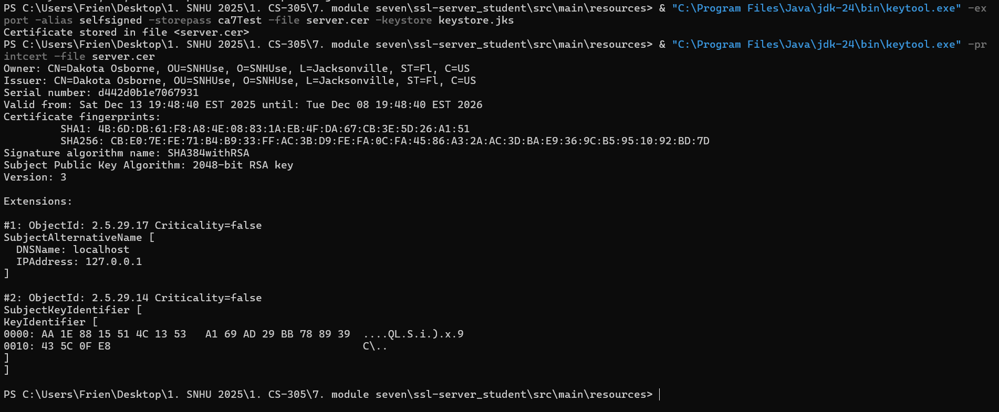 PS C:\Users\Frien\Desktop\1. SNHU 2025\1. CS-305\7. module seven\ssl-server_student\src\main\resources> & "C:\Program Files\Java\jdk-24\bin\keytool.exe" -ex
port -alias selfsigned -storepass ca7Test -file server.cer -keystore keystore.jks
Certificate stored in file <server.cer>
PS C:\Users\Frien\Desktop\1. SNHU 2025\1. CS-305\7. module seven\ssl-server_student\src\main\resources> & "C:\Program Files\Java\jdk-24\bin\keytool.exe" -pr
intcert -file server.cer
Owner: CN=Dakota Osborne, OU=SNHUse, O=SNHUse, L=Jacksonville, ST=Fl, C=US
Issuer: CN=Dakota Osborne, OU=SNHUse, O=SNHUse, L=Jacksonville, ST=Fl, C=US
Serial number: d442d0b1e7067931
Valid from: Sat Dec 13 19:48:40 EST 2025 until: Tue Dec 08 19:48:40 EST 2026
Certificate fingerprints:
         SHA1: 4B:6D:DB:61:F8:A8:4E:08:83:1A:EB:4F:DA:67:CB:3E:5D:26:A1:51
         SHA256: CB:E0:7E:FE:71:B4:B9:33:FF:AC:3B:D9:FE:FA:0C:FA:45:86:A3:2A:AC:3D:BA:E9:36:9C:B5:95:10:92:BD:7D
Signature algorithm name: SHA384withRSA
Subject Public Key Algorithm: 2048-bit RSA key
Version: 3

Extensions:

#1: ObjectId: 2.5.29.17 Criticality=false
SubjectAlternativeName [
  DNSName: localhost
  IPAddress: 127.0.0.1
]

#2: ObjectId: 2.5.29.14 Criticality=false
SubjectKeyIdentifier [
KeyIdentifier [
0000: AA 1E 88 15 51 4C 13 53   A1 69 AD 29 BB 78 89 39  ....QL.S.i.).x.9
0010: 43 5C 0F E8                                        C\..
]
]

PS C:\Users\Frien\Desktop\1. SNHU 2025\1. CS-305\7. module seven\ssl-server_student\src\main\resources>